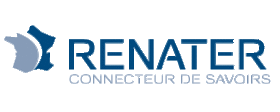 RENATER
CONNECTEUR DE SAVOIRS